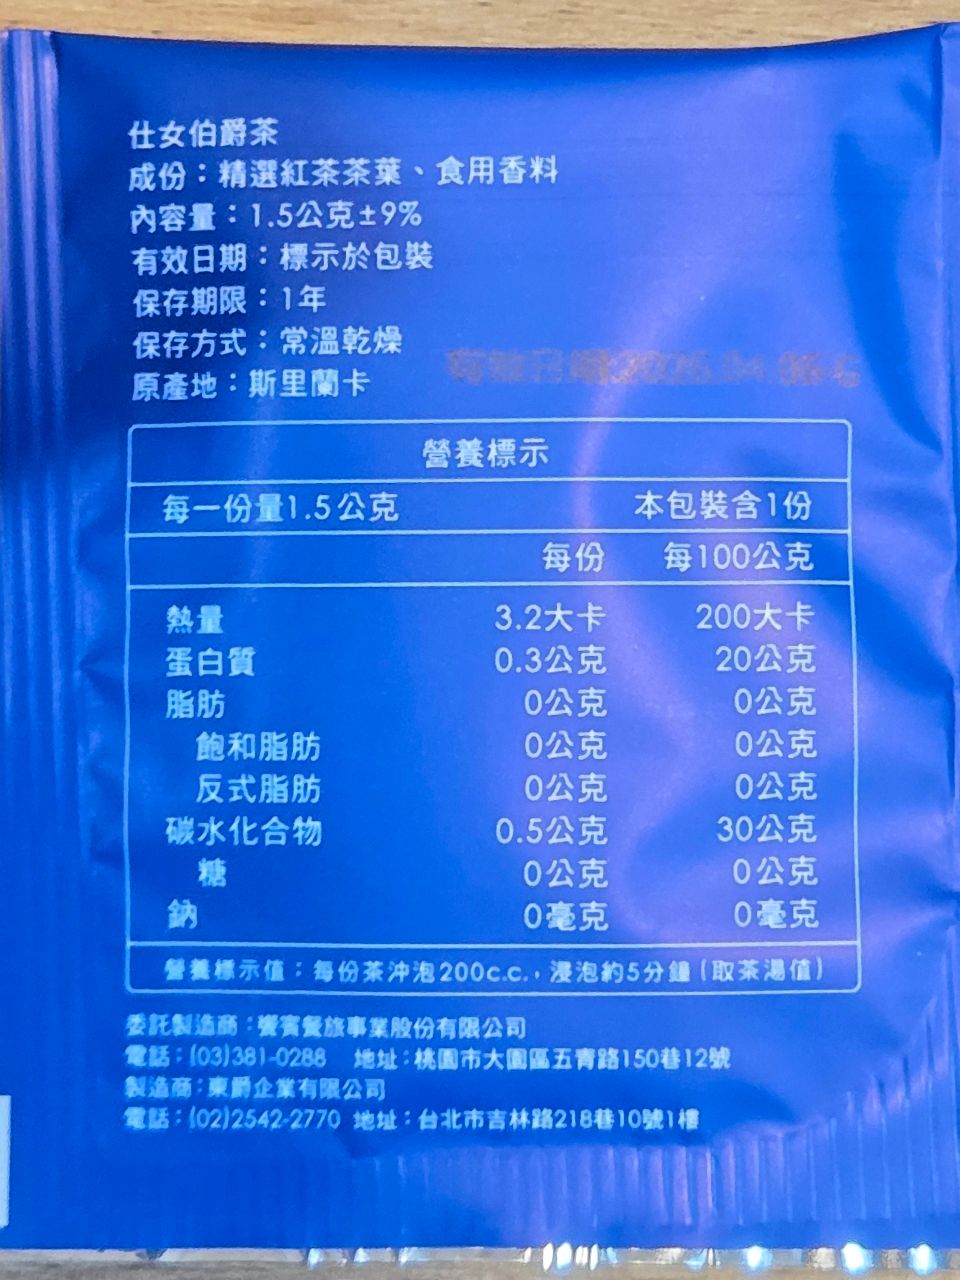 仕女伯爵茶
成份：精選紅茶茶葉、食用香料
內容量：1.5公克±9%
有效日期：標示於包裝
保存期限：1年
保存方式：常溫乾燥
有效日期:2026.04.06-G
原產地：斯里蘭卡
營養標示
每一份量1.5公克 本包裝含1份
每份 每100公克
熱量 3.2大卡 200大卡
蛋白質 0.3公克 20公克
脂肪 0公克 0公克
飽和脂肪 0公克 0公克
反式脂肪 0公克 0公克
碳水化合物 0.5公克 30公克
糖 0公克 0公克
鈉 0毫克 0毫克
營養標示值：每份茶沖泡200c.c.，浸泡約5分鐘(取茶湯值)
委託製造商：饗賓餐旅事業股份有限公司
電話：(03)381-0288 地址：桃園市大園區五青路150巷12號
製造商：東爵企業有限公司
電話：(02)2542-2770 地址：台北市吉林路218巷10號1樓